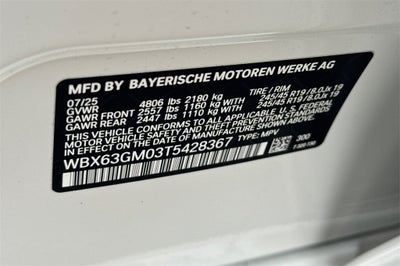 MFD BY BAYERISCHE MOTOREN WERKE AG
07/25
GVWR 4806 lbs 2180 kg TIRE / RIM
GAWR FRONT 2557 lbs 1160 kg WITH 245/45 R19 / 8.0Jx 19
GAWR REAR 2447 lbs 1110 kg WITH 245/45 R19 / 8.0Jx 19
THIS VEHICLE CONFORMS TO ALL APPLICABLE FEDERAL
MOTOR VEHICLE SAFETY AND THEFT PREVENTION STANDARDS
IN EFFECT ON THE DATE OF MANUFACTURE SHOWN ABOVE
WBX63GM03T5428367 TYPE: MPV
300